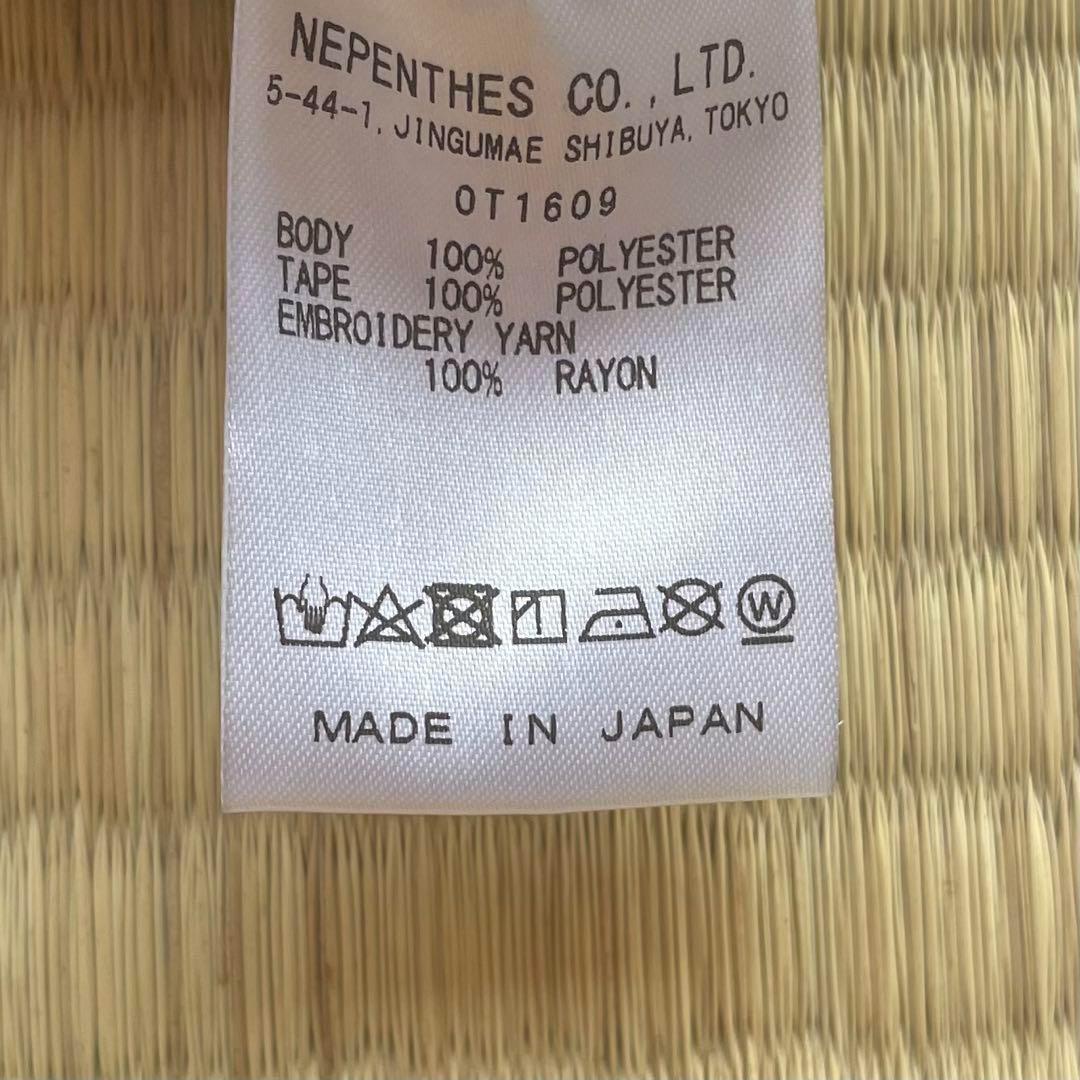 NEPENTHES CO., LTD.
5-44-1, JINGUMAE SHIBUYA, TOKYO
OT1609
BODY 100% POLYESTER
TAPE 100% POLYESTER
EMBROIDERY YARN
100% RAYON
W
MADE IN JAPAN